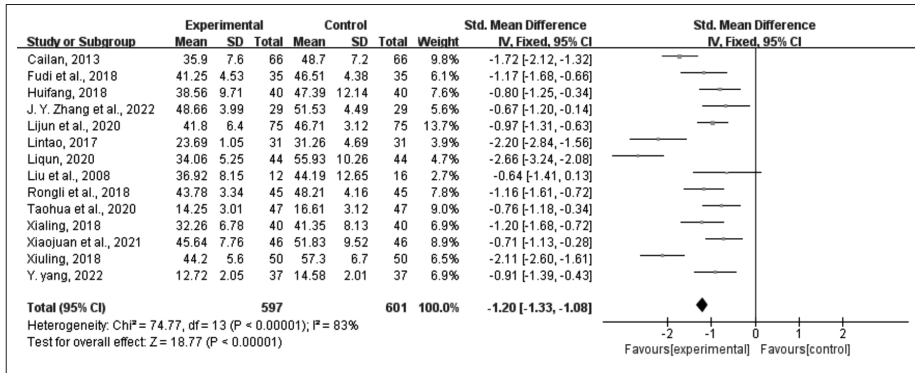 Experimental Control Std. Mean Difference Std. Mean Difference
Study or Subgroup Mean SD Total Mean SD Total Weight IV, Fixed, 95% CI IV, Fixed, 95% CI
Cailan, 2013 35.9 7.6 66 48.7 7.2 66 9.8% -1.72 [-2.12, -1.32]
Fudi et al., 2018 41.25 4.53 35 46.51 4.38 35 6.1% -1.17 [-1.68, -0.66]
Huifang, 2018 38.56 9.71 40 47.39 12.14 40 7.6% -0.80 [-1.25, -0.34]
J. Y. Zhang et al., 2022 48.66 3.99 29 51.53 4.49 29 5.6% -0.67 [-1.20, -0.14]
Lijun et al., 2020 41.8 6.4 75 46.71 3.12 75 13.7% -0.97 [-1.31, -0.63]
Lintao, 2017 23.69 1.05 31 31.26 4.69 31 3.9% -2.20 [-2.84, -1.56]
Liqun, 2020 34.06 5.25 44 55.93 10.26 44 4.7% -2.66 [-3.24, -2.08]
Liu et al., 2008 36.92 8.15 12 44.19 12.65 16 2.6% -0.64 [-1.41, 0.13]
Rongli et al., 2018 43.78 3.34 45 48.21 4.16 45 7.9% -1.16 [-1.61, -0.72]
Taohua et al., 2020 14.25 3.01 47 16.61 3.12 47 9.0% -0.76 [-1.18, -0.34]
Xialing, 2018 32.26 6.78 40 41.35 8.13 40 6.9% -1.20 [-1.68, -0.72]
Xiaojuan et al., 2021 45.64 7.76 46 51.83 9.52 46 8.9% -0.71 [-1.13, -0.28]
Xiuling, 2018 44.2 5.6 50 57.3 6.7 50 6.4% -2.11 [-2.60, -1.61]
Y. yang, 2022 12.72 2.05 37 14.58 2.01 37 6.9% -0.91 [-1.39, -0.43]
Total (95% CI) 597 601 100.0% -1.20 [-1.33, -1.08]
Heterogeneity: Chi² = 74.77, df = 13 (P < 0.00001); I² = 83%
Test for overall effect: Z = 18.77 (P < 0.00001)
-2 -1 0 1 2
Favours[experimental] Favours[control]